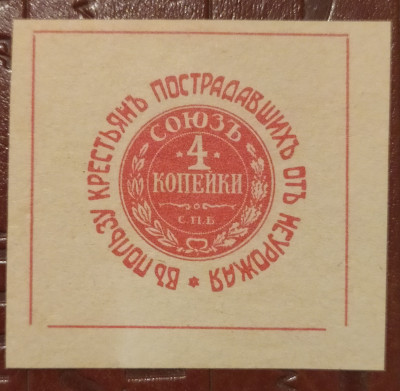 ВЪ ПОЛЬЗУ КРЕСТЬЯНЪ ПОСТРАДАВШИХЪ ОТЪ НЕУРОЖАЯ
СОЮЗЪ
4
КОПЕЙКИ
С.П.Б.